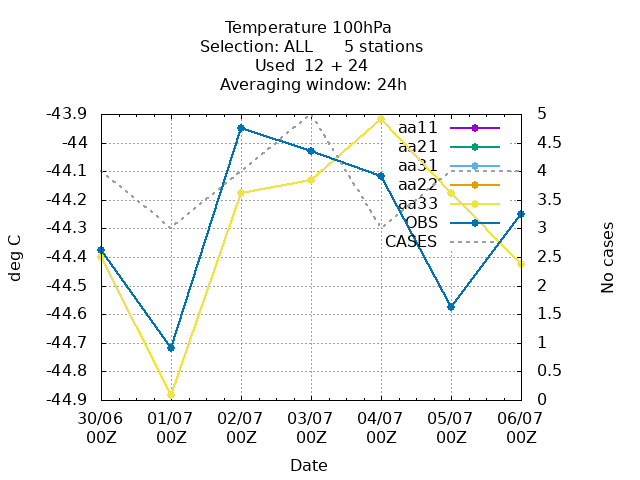 Temperature 100hPa
Selection: ALL 5 stations
Used 12 + 24
Averaging window: 24h
-43.9
-44
-44.1
-44.2
-44.3
-44.4
-44.5
-44.6
-44.7
-44.8
-44.9
deg C
5
4.5
4
3.5
3
2.5
2
1.5
1
0.5
0
No cases
aa11
aa21
aa31
aa22
aa33
OBS
CASES
30/06 01/07 02/07 03/07 04/07 05/07 06/07
00Z 00Z 00Z 00Z 00Z 00Z 00Z
Date